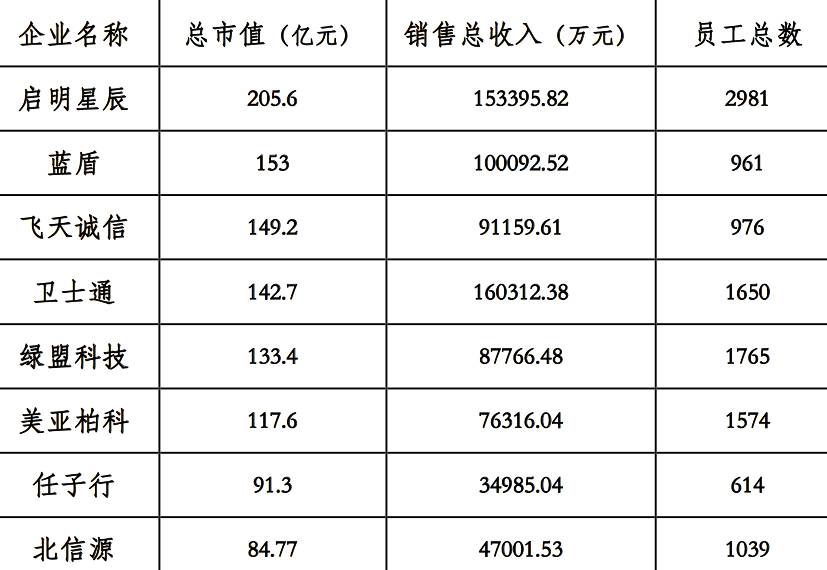 企业名称 总市值（亿元） 销售总收入（万元） 员工总数
启明星辰 205.6 153395.82 2981
蓝盾 153 100092.52 961
飞天诚信 149.2 91159.61 976
卫士通 142.7 160312.38 1650
绿盟科技 133.4 87766.48 1765
美亚柏科 117.6 76316.04 1574
任子行 91.3 34985.04 614
北信源 84.77 47001.53 1039